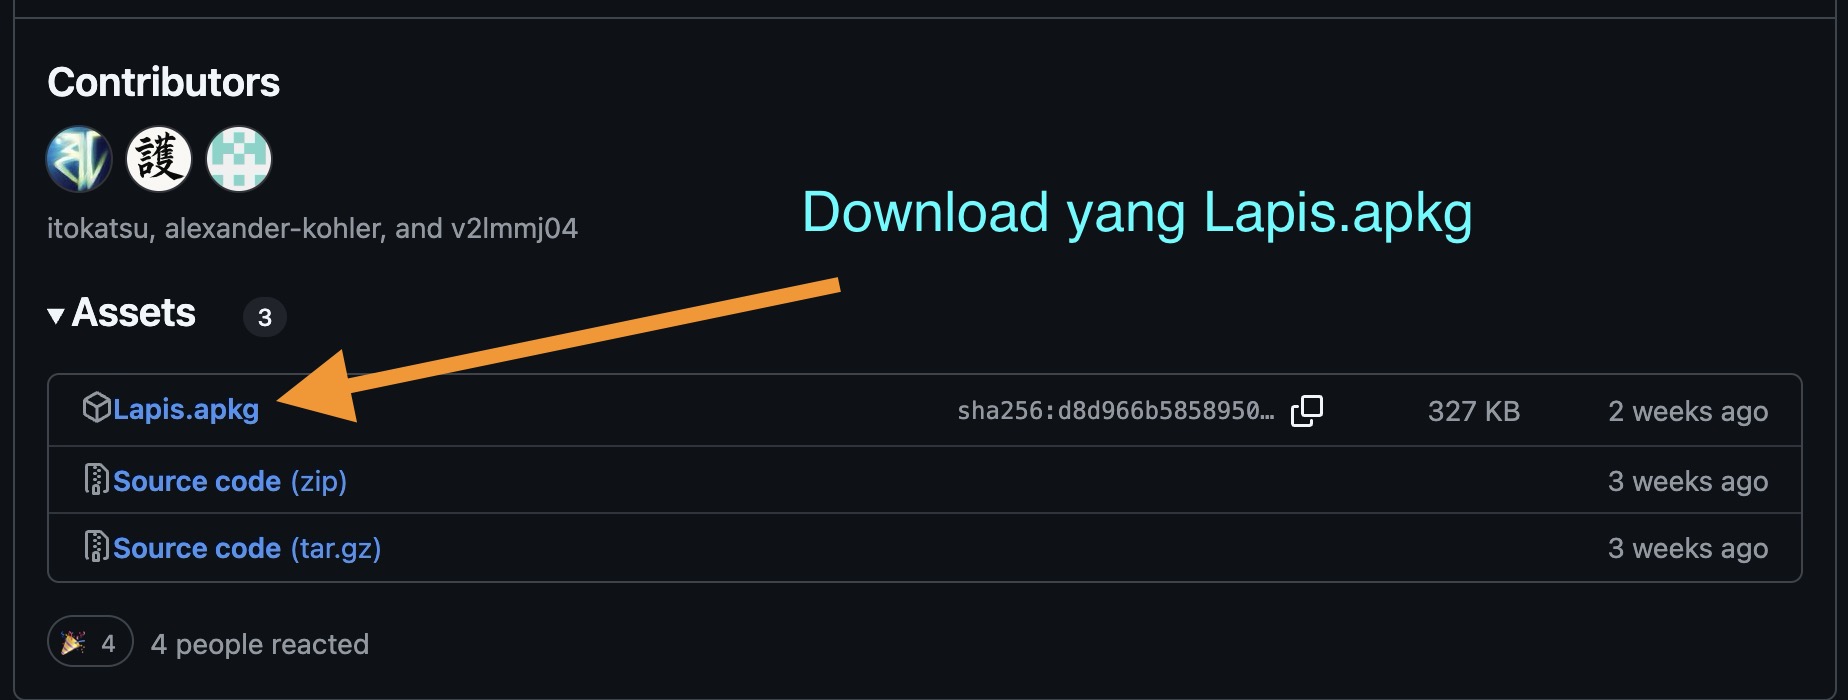 Contributors
護
itokatsu, alexander-kohler, and v2lmmj04
Download yang Lapis.apkg
Assets 3
Lapis.apkg sha256:d8d966b5858950… 327 KB 2 weeks ago
Source code (zip) 3 weeks ago
Source code (tar.gz) 3 weeks ago
🎉 4 4 people reacted